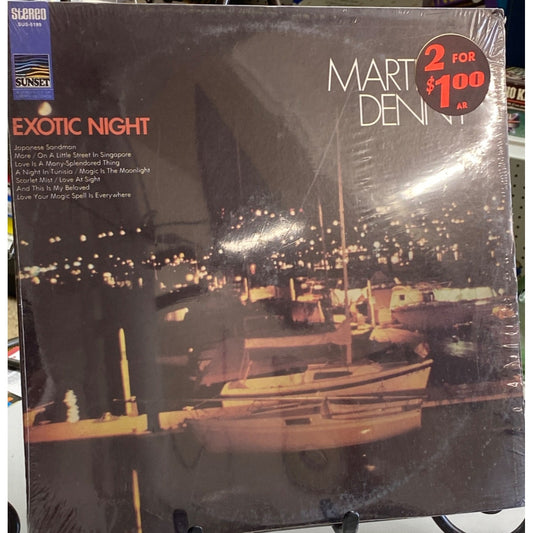 STEREO
SUS-5199
SUNSET
EXOTIC NIGHT
Japanese Sandman
More / On A Little Street In Singapore
Love Is A Many-Splendored Thing
A Night In Tunisia / Magic Is The Moonlight
Scarlet Mist / Love At Sight
And This Is My Beloved
Love Your Magic Spell Is Everywhere
MART
DENN
2 FOR
$1.00
AR